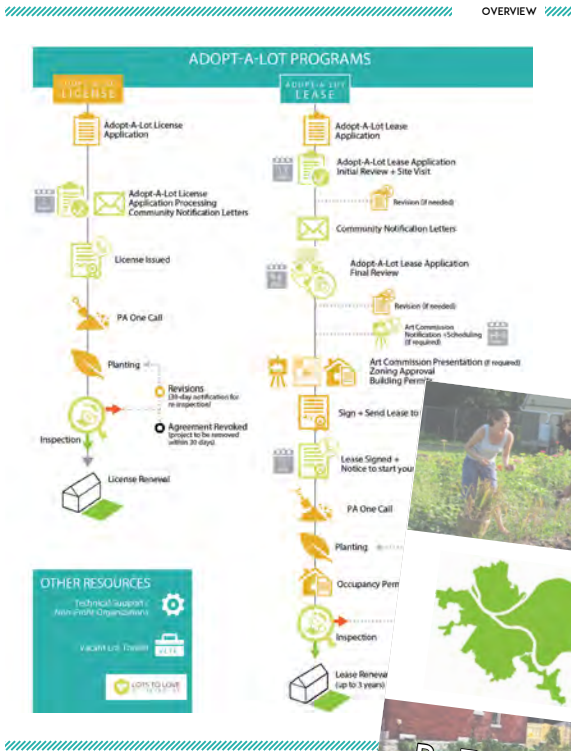 OVERVIEW
ADOPT-A-LOT PROGRAMS
ADOPT-A-LOT
LICENSE
ADOPT-A-LOT
LEASE
Adopt-A-Lot License
Application
Adopt-A-Lot License
Application Processing
Community Notification Letters
License Issued
PA One Call
Planting
Revisions
(30-day notification for
re-inspection)
Agreement Revoked
(project to be removed
within 30 days)
Inspection
License Renewal
Adopt-A-Lot Lease
Application
Adopt-A-Lot Lease Application
Initial Review + Site Visit
Revision (if needed)
Community Notification Letters
Adopt-A-Lot Lease Application
Final Review
Revision (if needed)
Art Commission
Notification +Scheduling
(if required)
Art Commission Presentation (if required)
Zoning Approval
Building Permits
Sign + Send Lease to
Lease Signed +
Notice to start your
PA One Call
Planting
Occupancy Perm
Inspection
Lease Renewa
(up to 3 years)
OTHER RESOURCES
Technical Support /
Non-Profit Organizations
Vacant Lot Toolkit
VLTK
LOTS TO LOVE